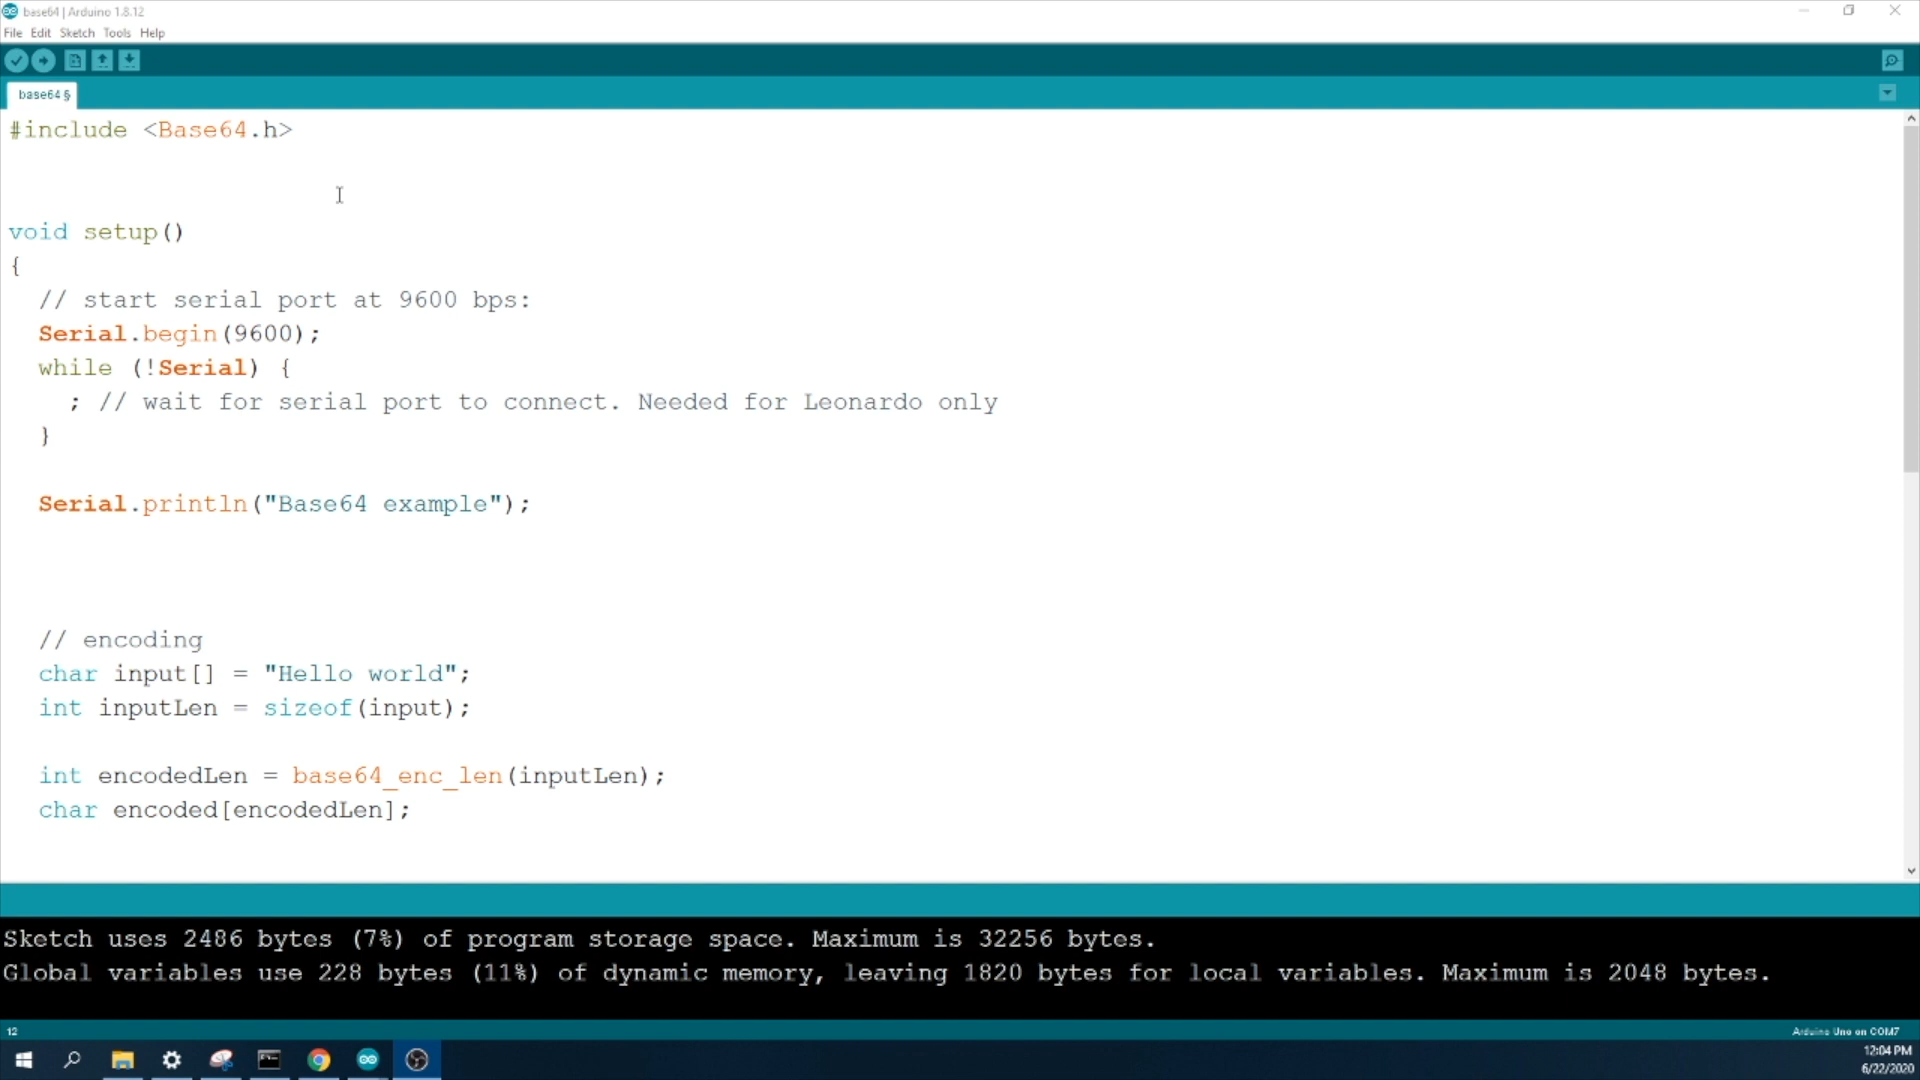 base64 | Arduino 1.8.12
File Edit Sketch Tools Help
base64 §
#include <Base64.h>
void setup()
{
// start serial port at 9600 bps:
Serial.begin(9600);
while (!Serial) {
; // wait for serial port to connect. Needed for Leonardo only
}
Serial.println("Base64 example");
// encoding
char input[] = "Hello world";
int inputLen = sizeof(input);
int encodedLen = base64_enc_len(inputLen);
char encoded[encodedLen];
Sketch uses 2486 bytes (7%) of program storage space. Maximum is 32256 bytes.
Global variables use 228 bytes (11%) of dynamic memory, leaving 1820 bytes for local variables. Maximum is 2048 bytes.
12
Arduino Uno on COM7
12:04 PM
6/22/2020